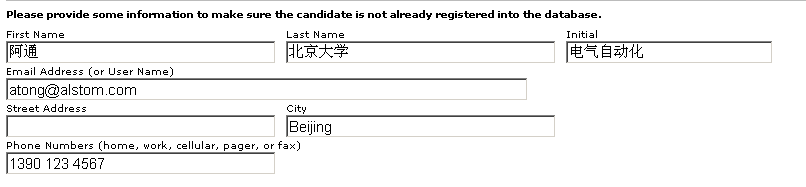 Please provide some information to make sure the candidate is not already registered into the database.
First Name Last Name Initial
阿通 北京大学 电气自动化
Email Address (or User Name)
atong@alstom.com
Street Address City
Beijing
Phone Numbers (home, work, cellular, pager, or fax)
1390 123 4567